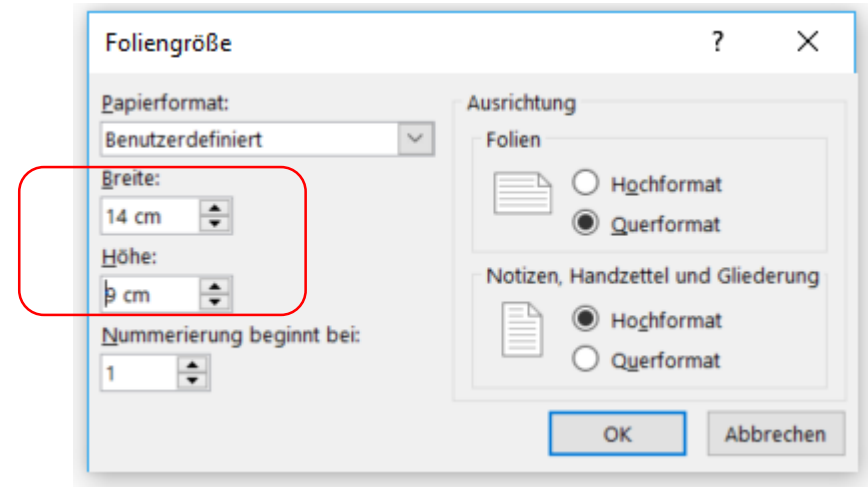 Foliengröße
?
Papierformat:
Benutzerdefiniert
Breite:
14 cm
Höhe:
9 cm
Nummerierung beginnt bei:
1
Ausrichtung
Folien
Hochformat
Querformat
Notizen, Handzettel und Gliederung
Hochformat
Querformat
OK Abbrechen